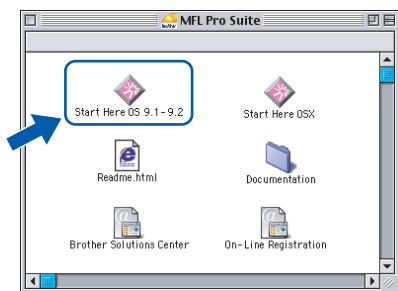 MFL Pro Suite
Start Here OS 9.1-9.2
Start Here OSX
Readme.html
Documentation
Brother Solutions Center
On-Line Registration